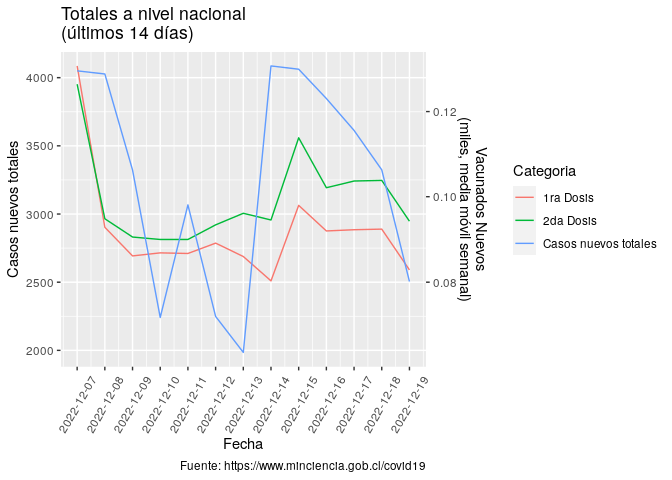 Totales a nivel nacional
(últimos 14 días)
Casos nuevos totales
4000
3500
3000
2500
2000
0.12
0.10
0.08
Vacunados Nuevos
(miles, media móvil semanal)
2022-12-07
2022-12-08
2022-12-09
2022-12-10
2022-12-11
2022-12-12
2022-12-13
2022-12-14
2022-12-15
2022-12-16
2022-12-17
2022-12-18
2022-12-19
Fecha
Categoria
1ra Dosis
2da Dosis
Casos nuevos totales
Fuente: https://www.minciencia.gob.cl/covid19